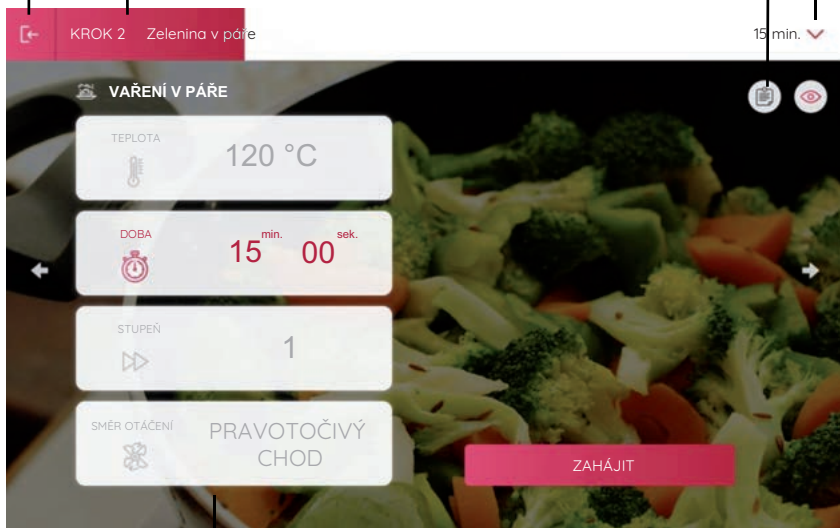 KROK 2 Zelenina v páře
15 min.
VAŘENÍ V PÁŘE
TEPLOTA
120 °C
DOBA
15 min. 00 sek.
STUPEŇ
1
SMĚR OTÁČENÍ
PRAVOTOČIVÝ
CHOD
ZAHÁJIT